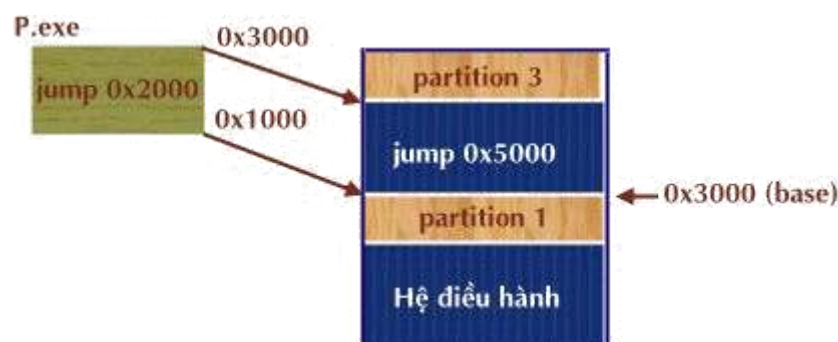 P.exe
0x3000
jump 0x2000
0x1000
partition 3
jump 0x5000
0x3000 (base)
partition 1
Hệ điều hành